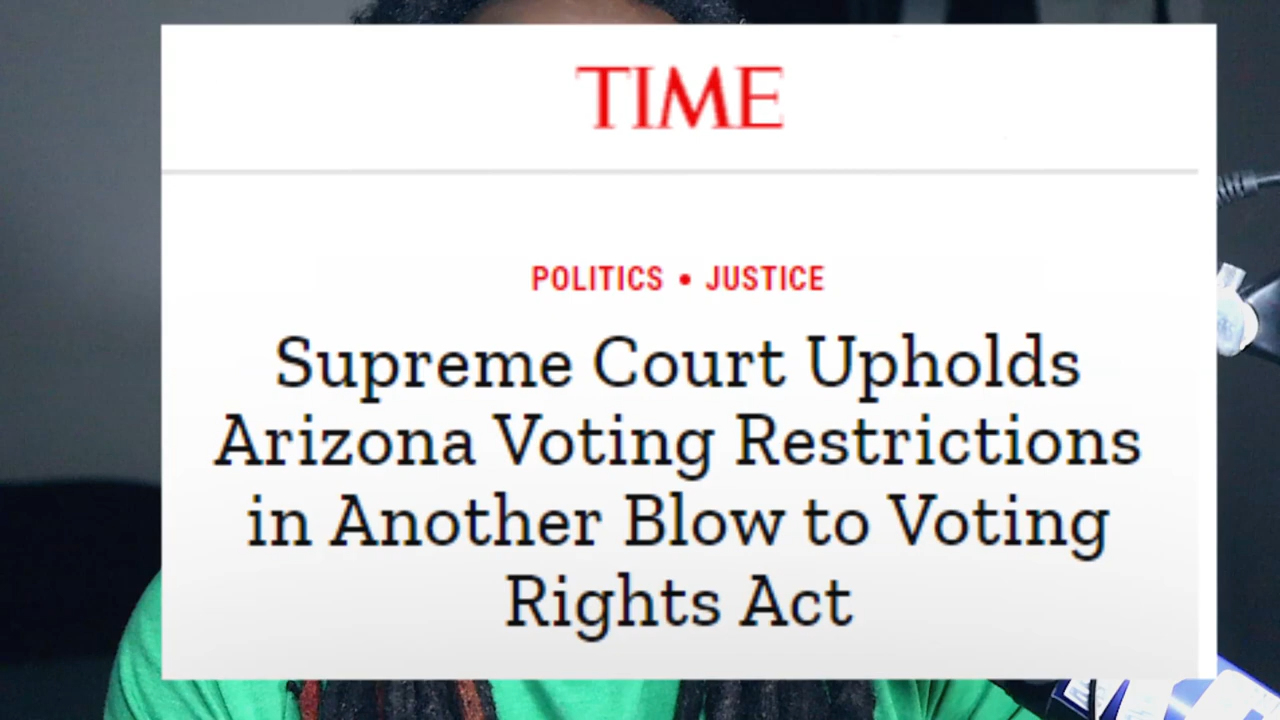 TIME
POLITICS • JUSTICE
Supreme Court Upholds
Arizona Voting Restrictions
in Another Blow to Voting
Rights Act